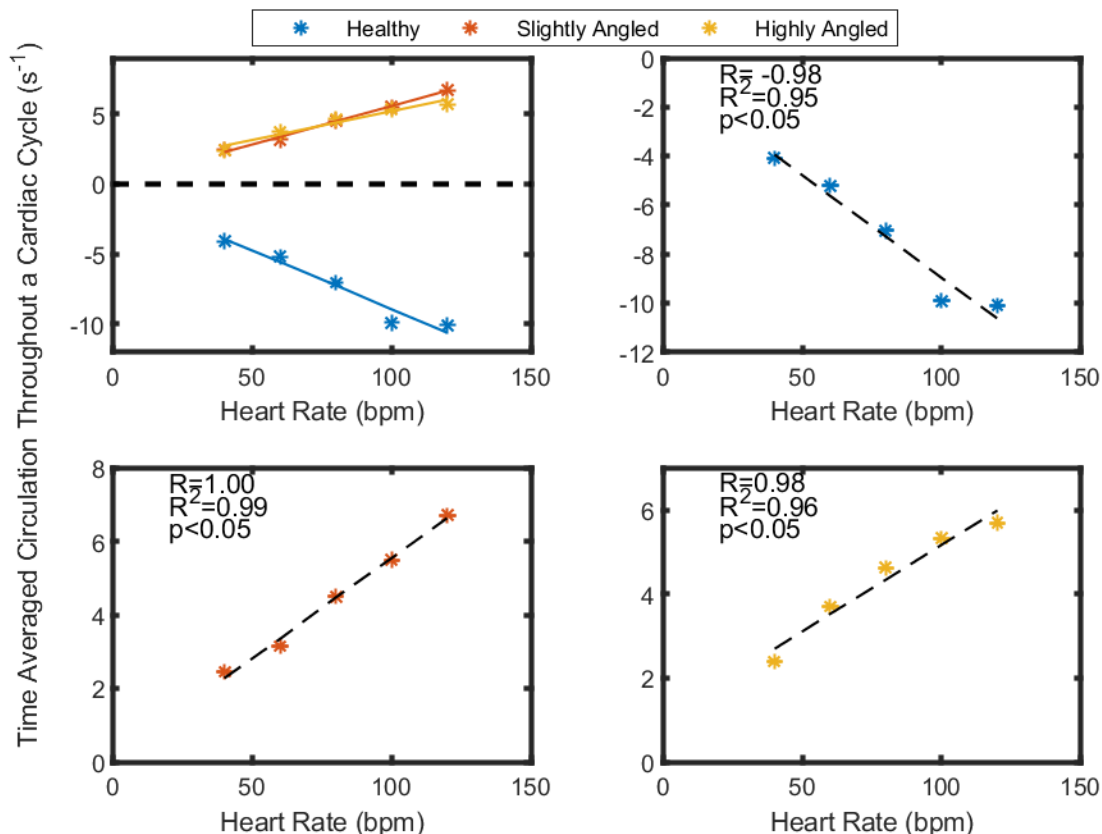 Healthy Slightly Angled Highly Angled
Time Averaged Circulation Throughout a Cardiac Cycle (s⁻¹)
5
0
-5
-10
0 50 100 150
Heart Rate (bpm)
R= -0.98
R²=0.95
p<0.05
0
-2
-4
-6
-8
-10
-12
0 50 100 150
Heart Rate (bpm)
R=1.00
R²=0.99
p<0.05
8
6
4
2
0
0 50 100 150
Heart Rate (bpm)
R=0.98
R²=0.96
p<0.05
6
4
2
0
0 50 100 150
Heart Rate (bpm)